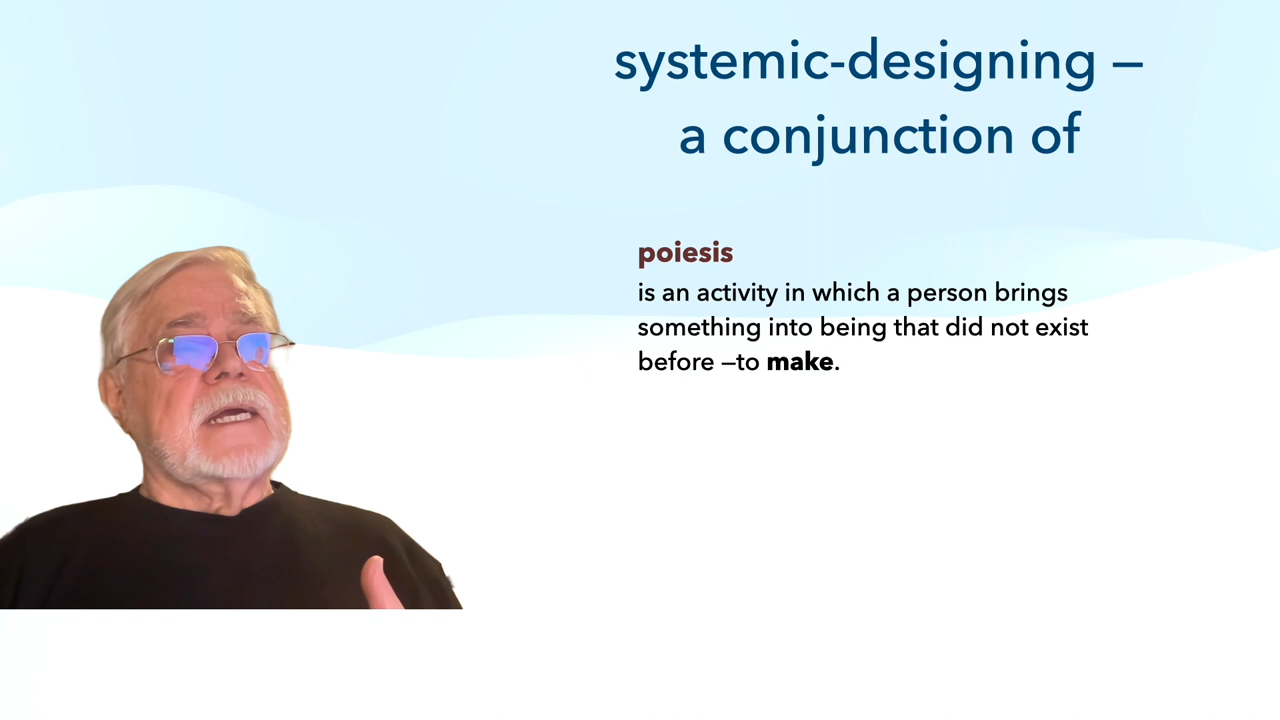 systemic-designing –
a conjunction of
poiesis
is an activity in which a person brings
something into being that did not exist
before –to make.